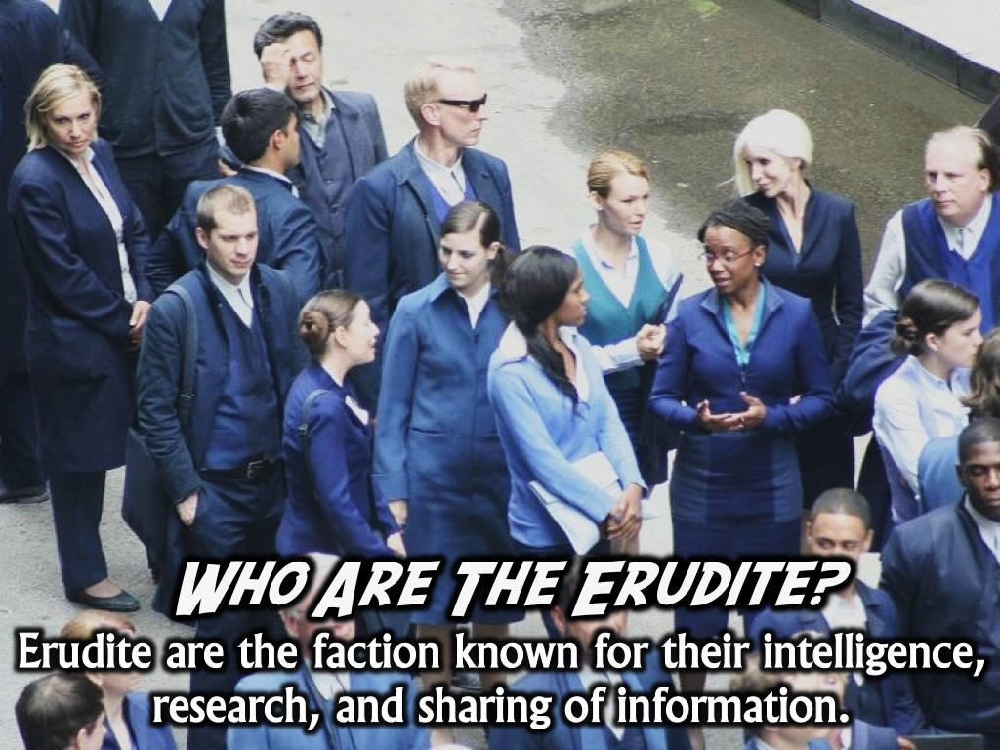 Who Are The Erudite?
Erudite are the faction known for their intelligence,
research, and sharing of information.